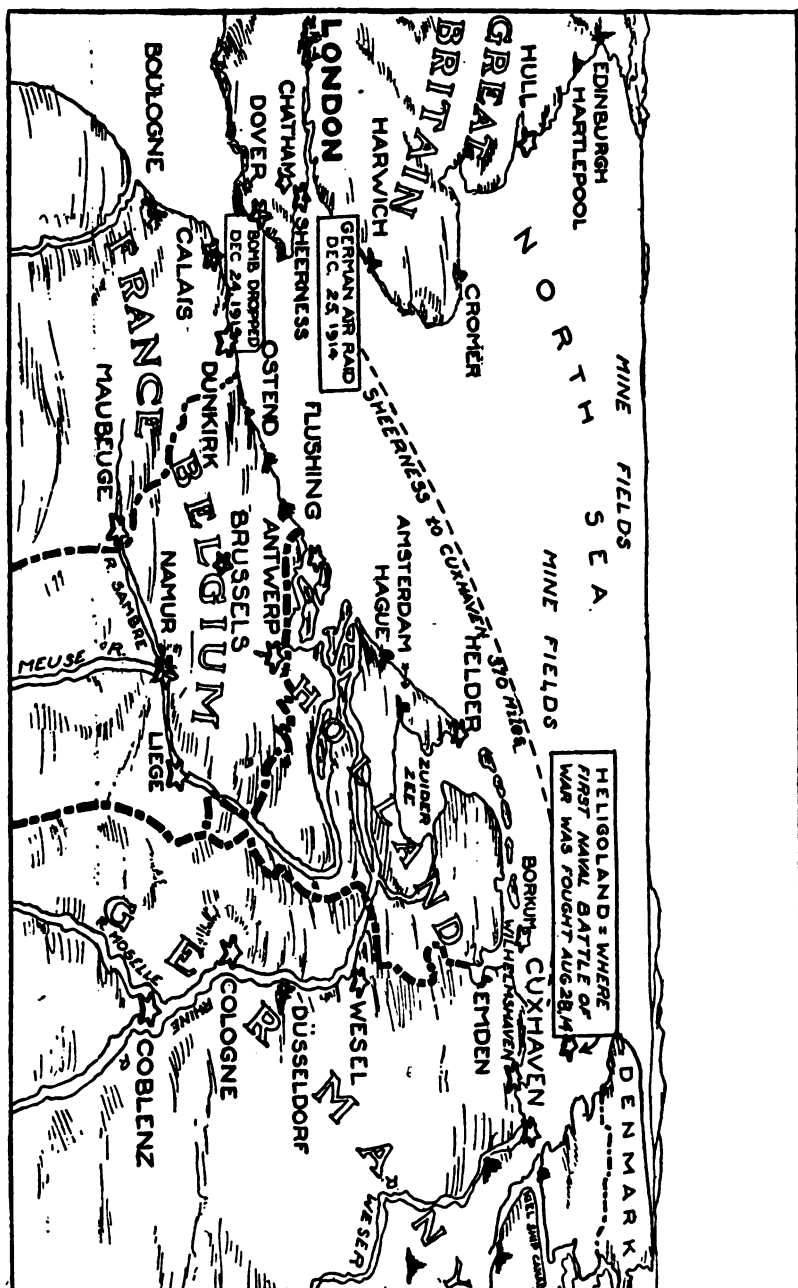 EDINBURGH
HARTLEPOOL
HULL
GREAT
BRITAIN
LONDON
CHATHAM
DOVER
BOULOGNE
HARWICH
CROMER
SHEERNESS
CALAIS
FRANCE
NORTH SEA.
MINE FIELDS
MINE FIELDS
GERMAN AIR RAID
DEC. 25, 1914
BOMB DROPPED
DEC. 24, 1914
SHEERNESS to CUXHAVEN 370 Miles
OSTEND
DUNKIRK
MAUBEUGE
FLUSHING
BELGIUM
BRUSSELS
ANTWERP
NAMUR
R. SAMBRE
MEUSE R.
LIEGE
AMSTERDAM
HAGUE
HELDER
HOLLAND
ZUIDER
ZEE
HELIGOLAND = WHERE
FIRST NAVAL BATTLE OF
WAR WAS FOUGHT AUG. 28, 14
BORKUM
WILHELMSHAVEN
CUXHAVEN
EMDEN
DENMARK
KIEL SHIP CANAL
GERMANY
WESEL
DÜSSELDORF
COLOGNE
COBLENZ
R. MOSELLE
RHINE R
R WESER